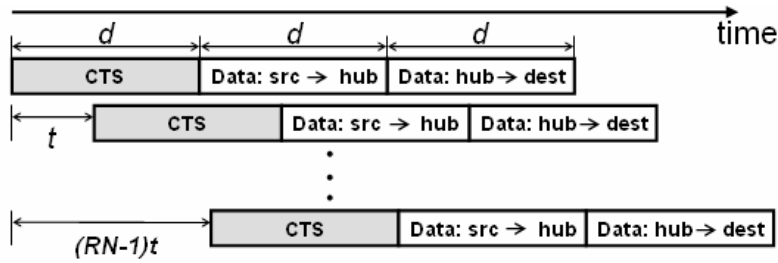 d d d
time
CTS Data: src → hub Data: hub → dest
t CTS Data: src → hub Data: hub → dest
(RN-1)t CTS Data: src → hub Data: hub → dest